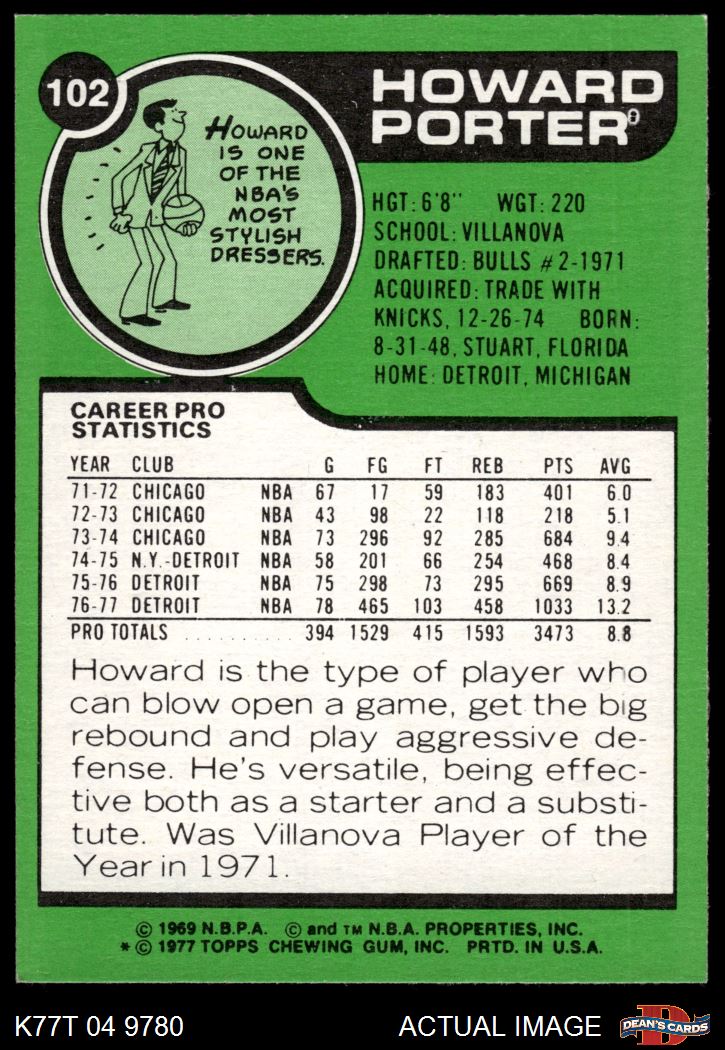 102
HOWARD
PORTER
HOWARD
IS ONE
OF THE
NBA'S
MOST
STYLISH
DRESSERS.
HGT: 6'8" WGT: 220
SCHOOL: VILLANOVA
DRAFTED: BULLS #2-1971
ACQUIRED: TRADE WITH
KNICKS, 12-26-74 BORN:
8-31-48, STUART, FLORIDA
HOME: DETROIT, MICHIGAN
CAREER PRO
STATISTICS
YEAR CLUB G FG FT REB PTS AVG
71-72 CHICAGO NBA 67 17 59 183 401 6.0
72-73 CHICAGO NBA 43 98 22 118 218 5.1
73-74 CHICAGO NBA 73 296 92 285 684 9.4
74-75 N.Y.-DETROIT NBA 58 201 66 254 468 8.4
75-76 DETROIT NBA 75 298 73 295 669 8.9
76-77 DETROIT NBA 78 465 103 458 1033 13.2
PRO TOTALS .......... 394 1529 415 1593 3473 8.8
Howard is the type of player who
can blow open a game, get the big
rebound and play aggressive de-
fense. He's versatile, being effec-
tive both as a starter and a substi-
tute. Was Villanova Player of the
Year in 1971.
© 1969 N.B.P.A. © and TM N.B.A. PROPERTIES, INC.
* © 1977 TOPPS CHEWING GUM, INC. PRTD. IN U.S.A.
K77T 04 9780 ACTUAL IMAGE D DEAN'S CARDS